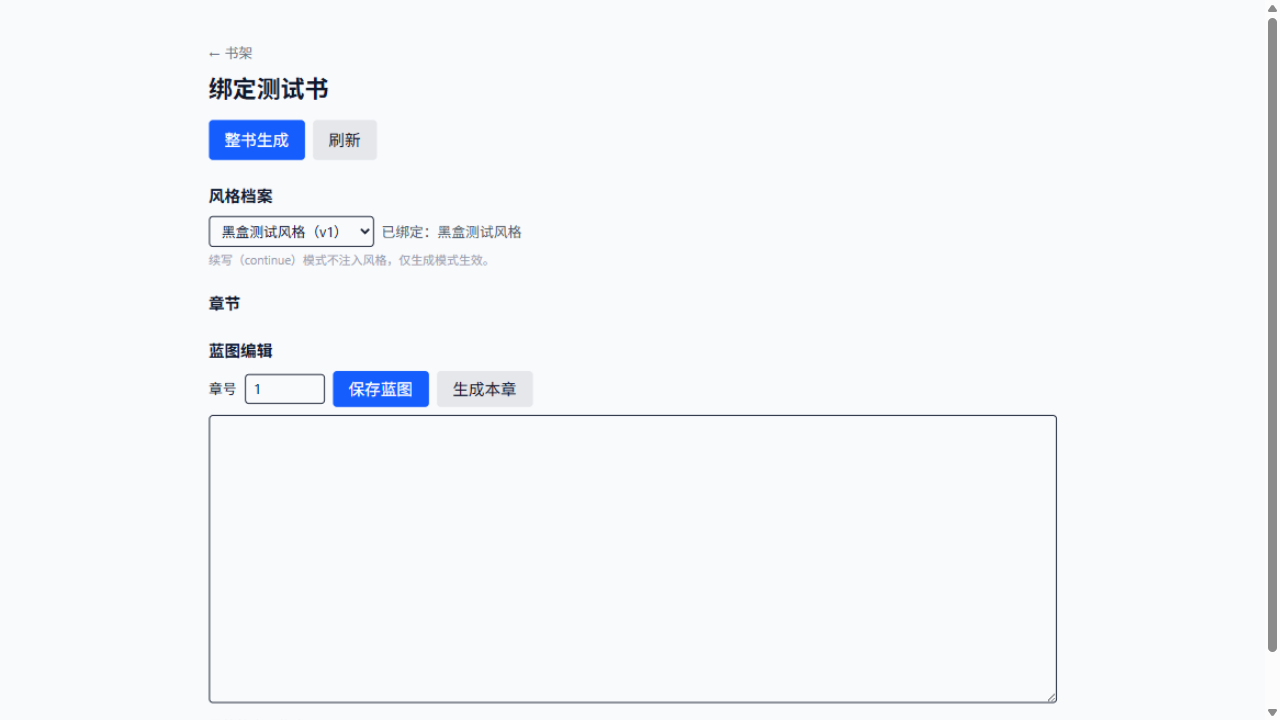 ← 书架
绑定测试书
整书生成 刷新
风格档案
黑盒测试风格（v1） 已绑定：黑盒测试风格
续写（continue）模式不注入风格，仅生成模式生效。
章节
蓝图编辑
章号 1 保存蓝图 生成本章